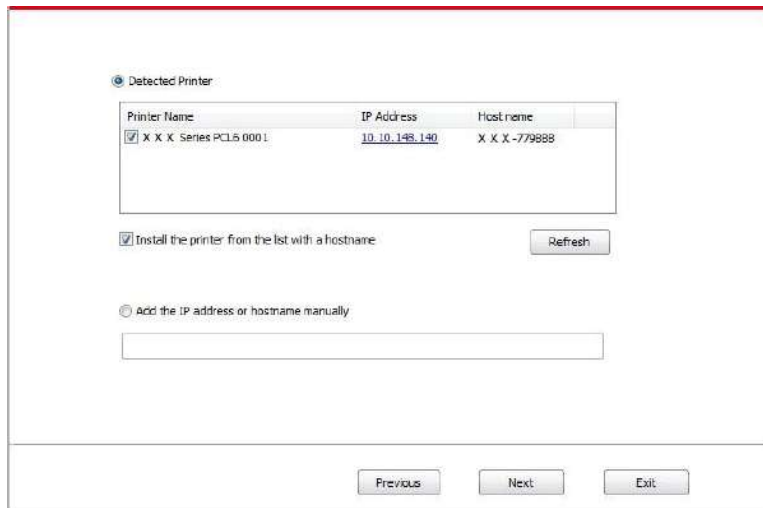 Detected Printer
Printer Name IP Address Host name
X X X Series PCL6 0001 10.10.148.140 X X X -779888
Install the printer from the list with a hostname
Refresh
Add the IP address or hostname manually
Previous Next Exit